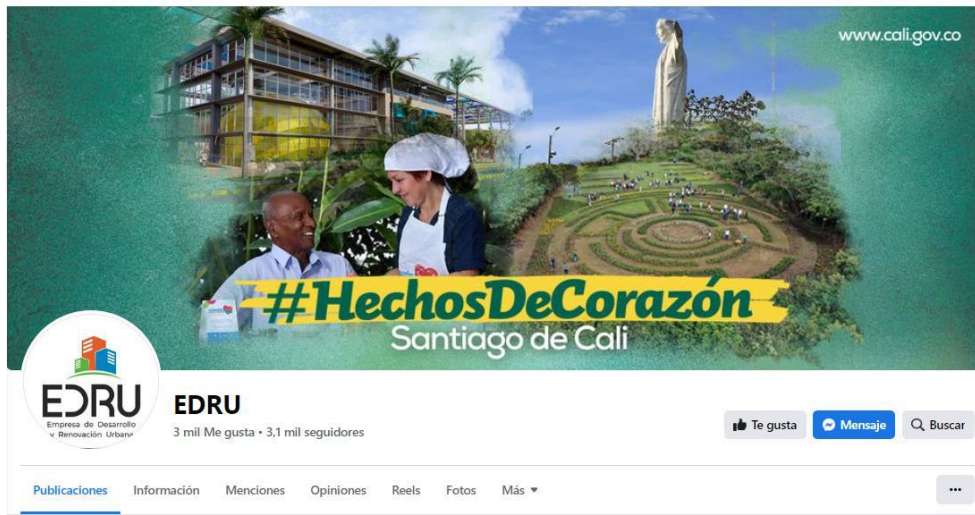 www.cali.gov.co
#HechosDeCorazón
Santiago de Cali
EDRU
Empresa de Desarrollo
y Renovación Urbana
EDRU
3 mil Me gusta • 3,1 mil seguidores
Te gusta
Mensaje
Buscar
Publicaciones
Información
Menciones
Opiniones
Reels
Fotos
Más